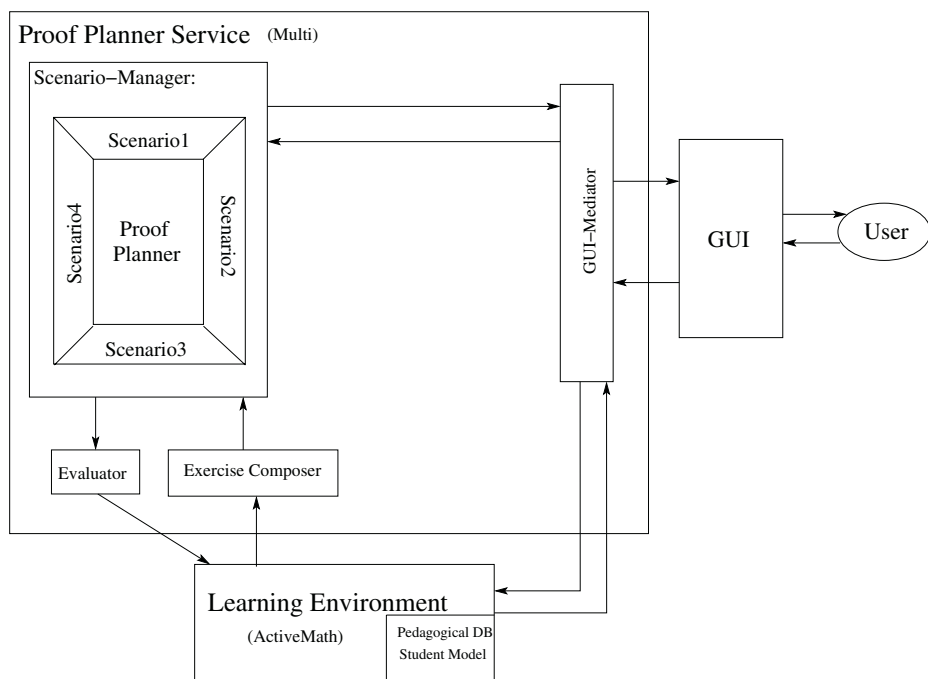 Proof Planner Service (Multi)
Scenario-Manager:
Scenario1
Scenario4
Proof
Planner
Scenario2
Scenario3
GUI-Mediator
GUI
User
Evaluator
Exercise Composer
Learning Environment
(ActiveMath)
Pedagogical DB
Student Model